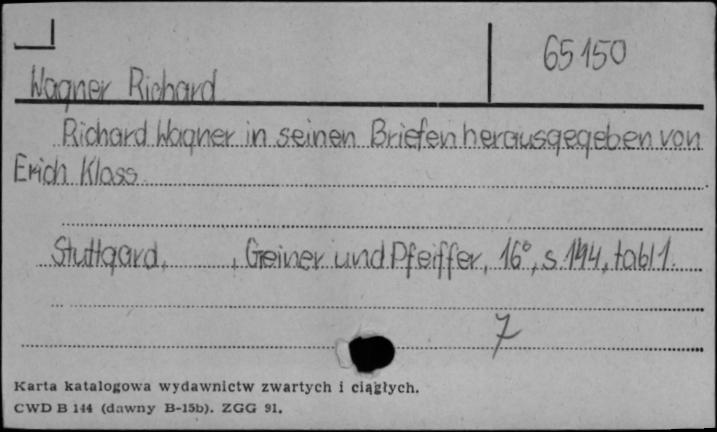 65150
Wagner Richard
Richard Wagner in seinen Briefen herausgegeben von
Erich Kloss
Stuttgard, , Greiner und Pfeiffer, 16°, s. 144, tabl 1.
7
Karta katalogowa wydawnictw zwartych i ciągłych.
CWD B 144 (dawny B-15b). ZGG 91.